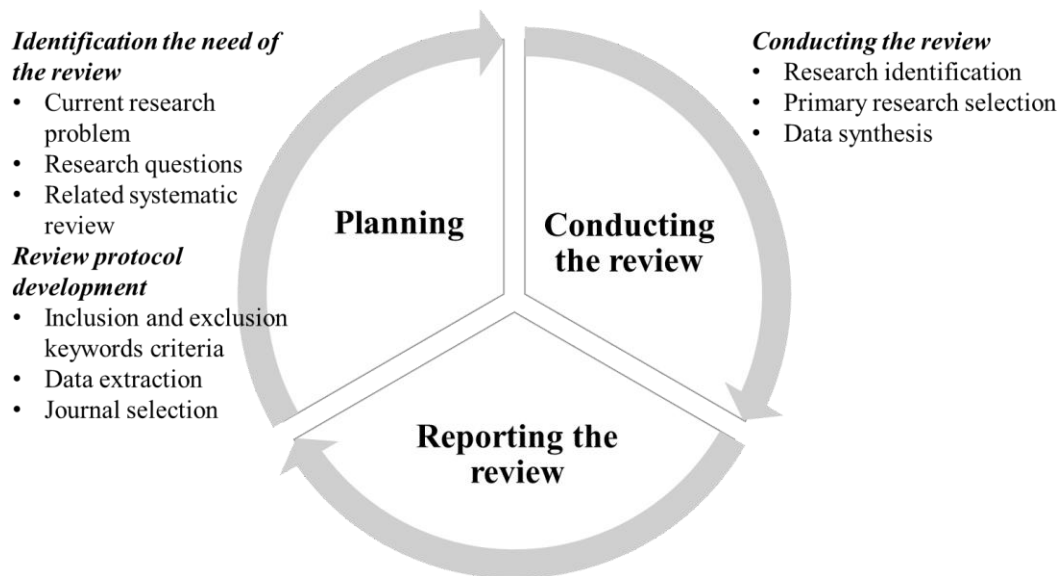 Identification the need of
the review
• Current research
problem
• Research questions
• Related systematic
review
Review protocol
development
• Inclusion and exclusion
keywords criteria
• Data extraction
• Journal selection
Planning
Conducting
the review
Reporting the
review
Conducting the review
• Research identification
• Primary research selection
• Data synthesis